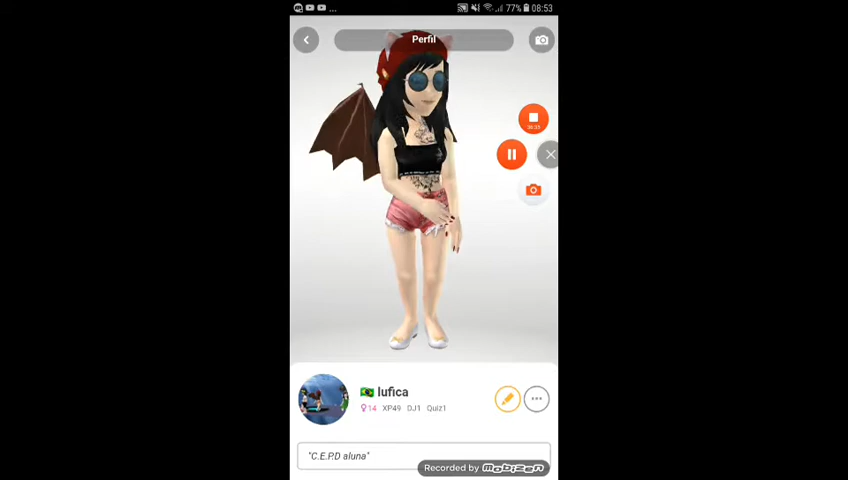 77% 08:53
Perfil
lufica
14 XP49 DJ1 Quiz1
"C.E.P.D aluna"
Recorded by mobizen